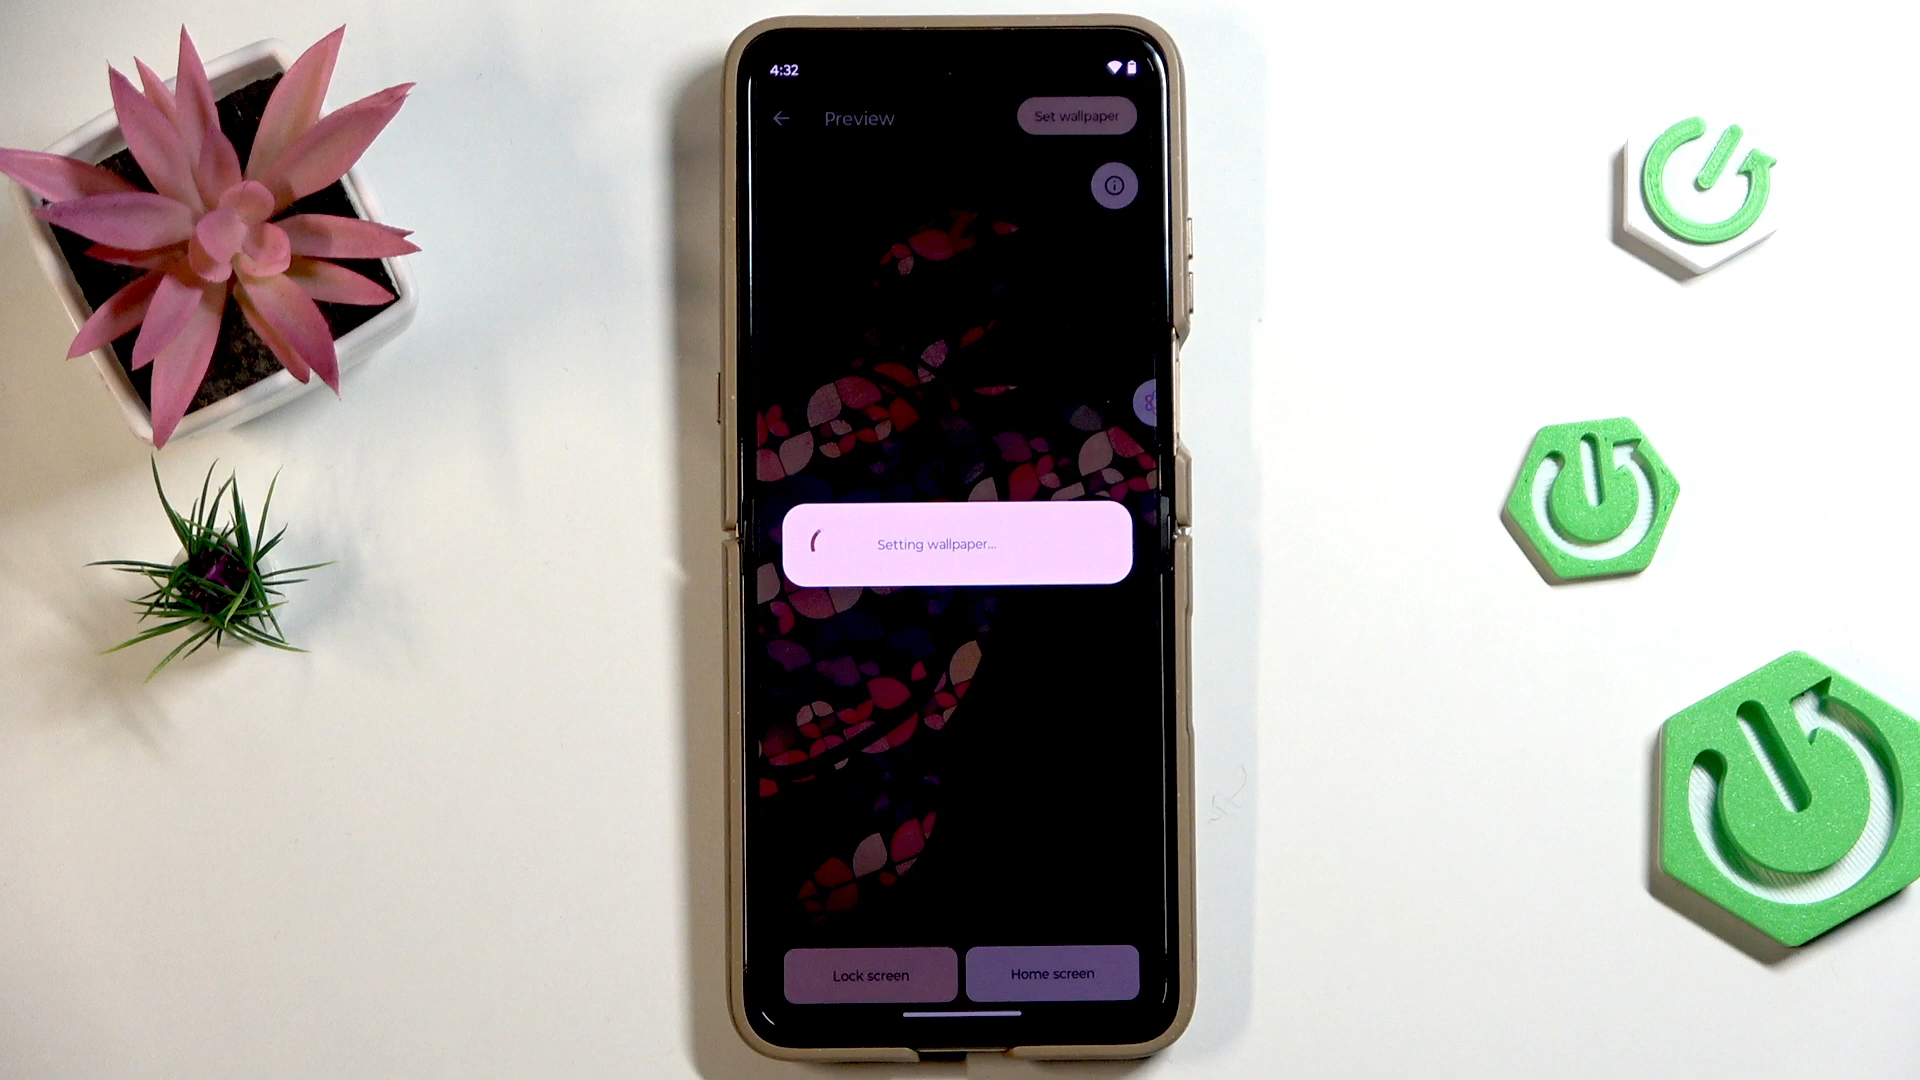 4:32
Preview
Set wallpaper
Setting wallpaper...
Lock screen
Home screen